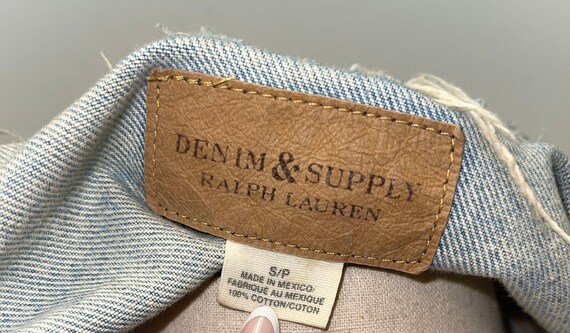 DENIM & SUPPLY
RALPH LAUREN
S/P
MADE IN MEXICO/
FABRIQUÉ AU MEXIQUE
100% COTTON/COTON